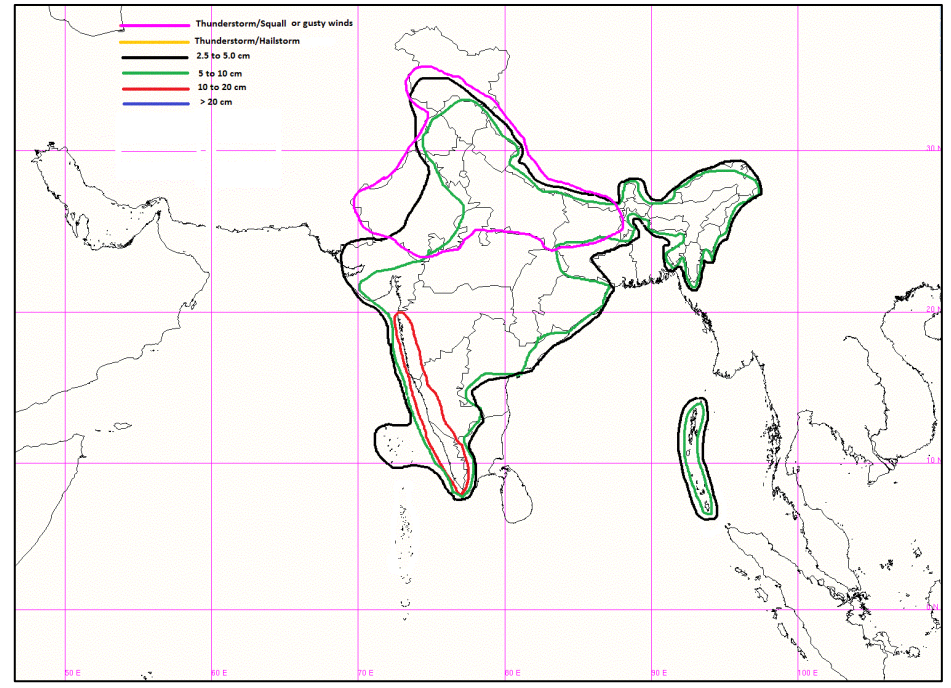 Thunderstorm/Squall or gusty winds
Thunderstorm/Hailstorm
2.5 to 5.0 cm
5 to 10 cm
10 to 20 cm
> 20 cm
30 N
20 N
10 N
0 N
50 E
60 E
70 E
80 E
90 E
100 E